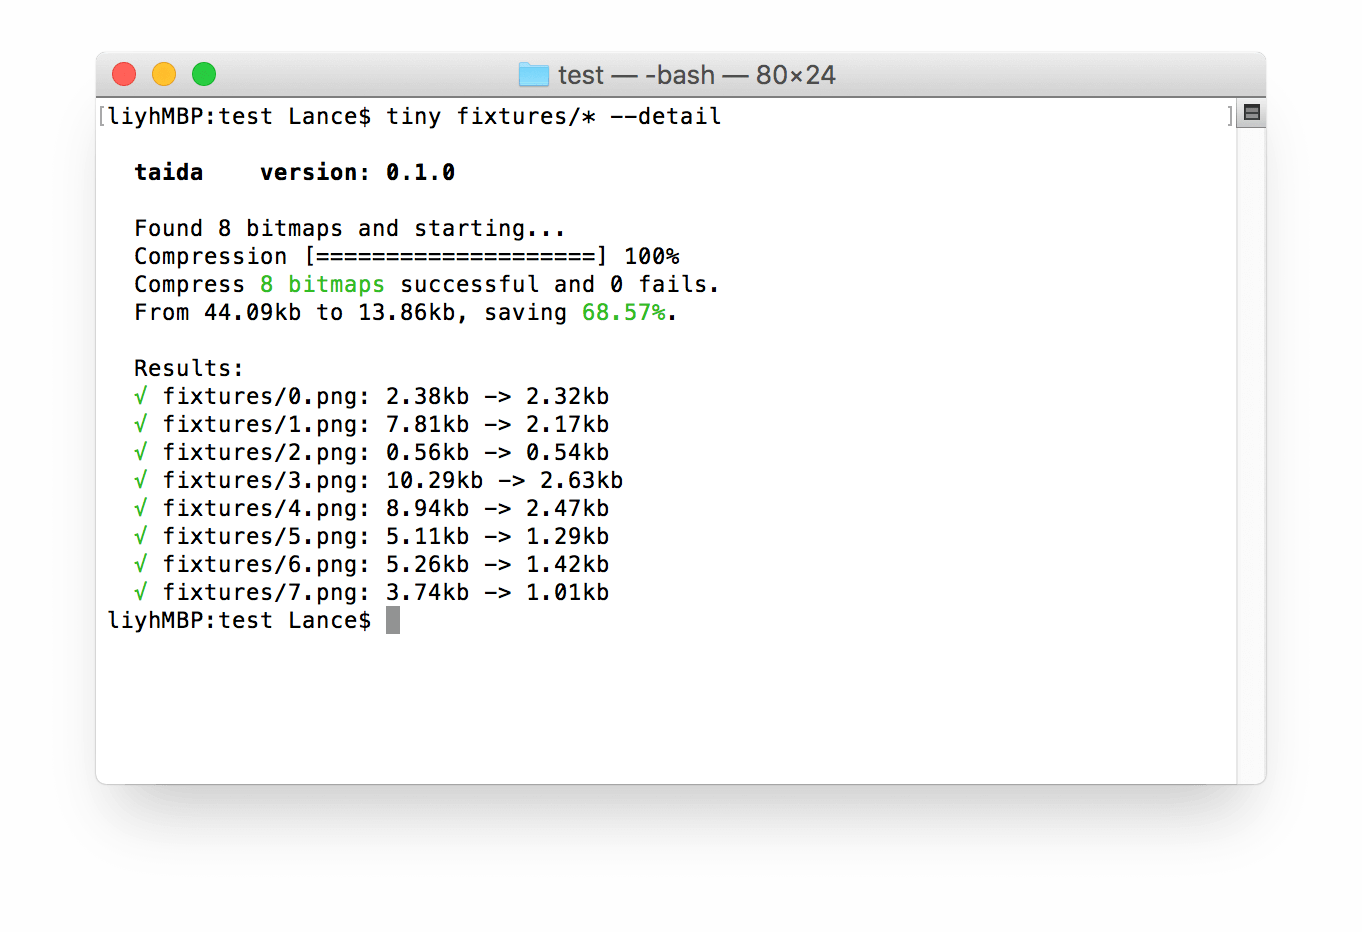 test — -bash — 80×24
[liyhMBP:test Lance$ tiny fixtures/* --detail ]
taida    version: 0.1.0
Found 8 bitmaps and starting...
Compression [====================] 100%
Compress 8 bitmaps successful and 0 fails.
From 44.09kb to 13.86kb, saving 68.57%.
Results:
√ fixtures/0.png: 2.38kb -> 2.32kb
√ fixtures/1.png: 7.81kb -> 2.17kb
√ fixtures/2.png: 0.56kb -> 0.54kb
√ fixtures/3.png: 10.29kb -> 2.63kb
√ fixtures/4.png: 8.94kb -> 2.47kb
√ fixtures/5.png: 5.11kb -> 1.29kb
√ fixtures/6.png: 5.26kb -> 1.42kb
√ fixtures/7.png: 3.74kb -> 1.01kb
liyhMBP:test Lance$